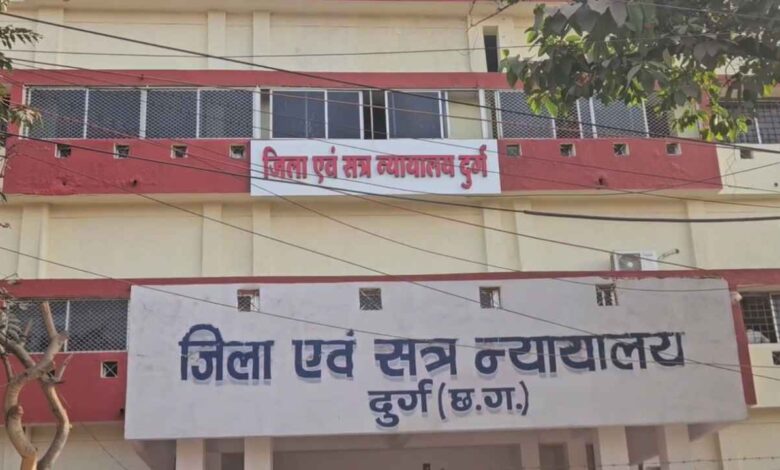 जिला एवं सत्र न्यायालय दुर्ग
जिला एवं सत्र न्यायालय
दुर्ग (छ.ग.)